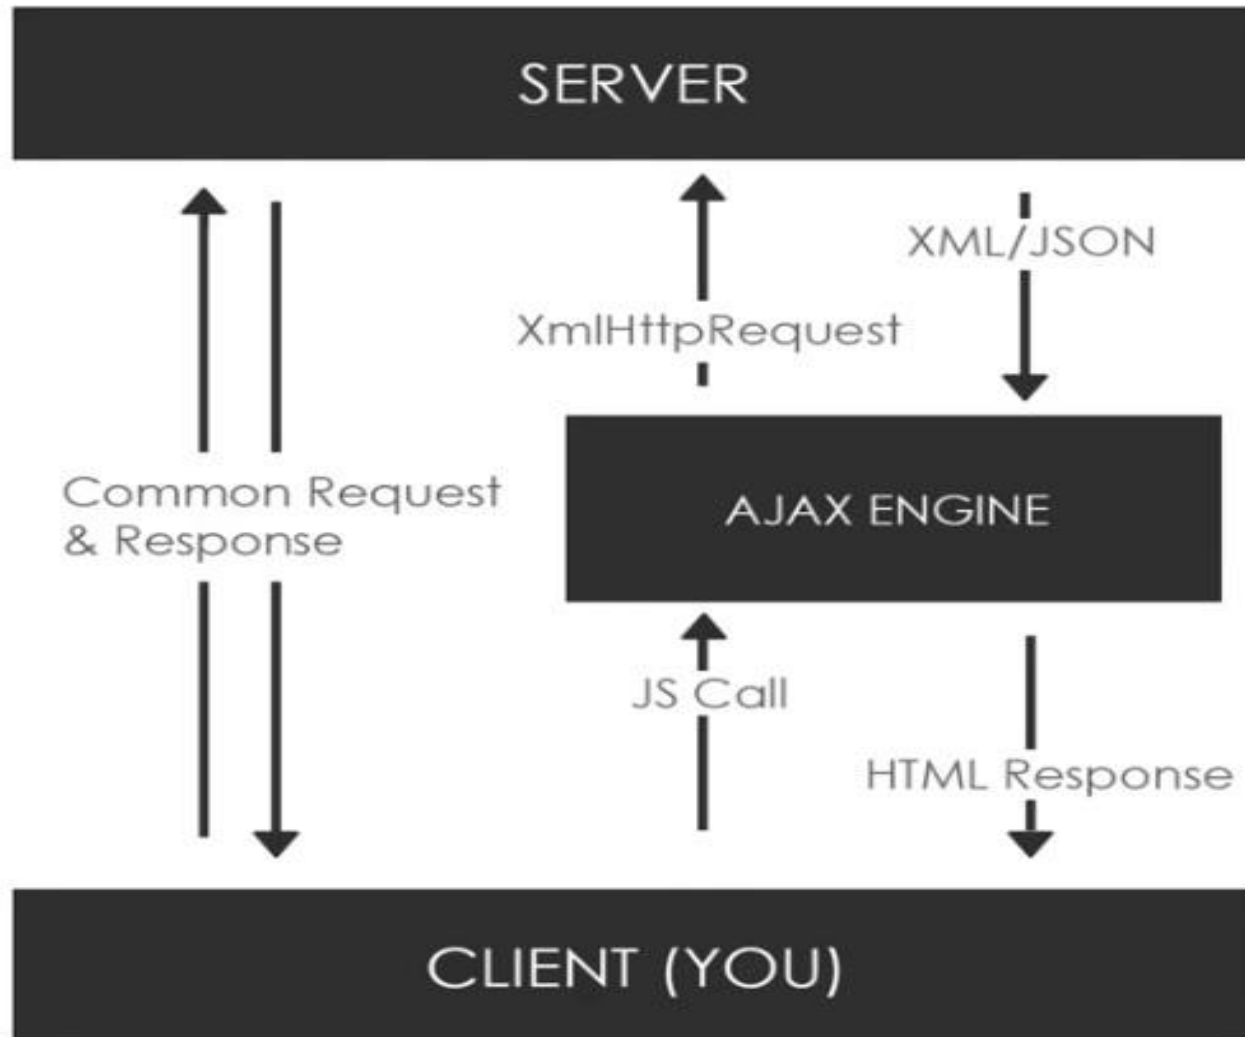 SERVER
XML/JSON
XmlHttpRequest
Common Request
& Response
AJAX ENGINE
JS Call
HTML Response
CLIENT (YOU)